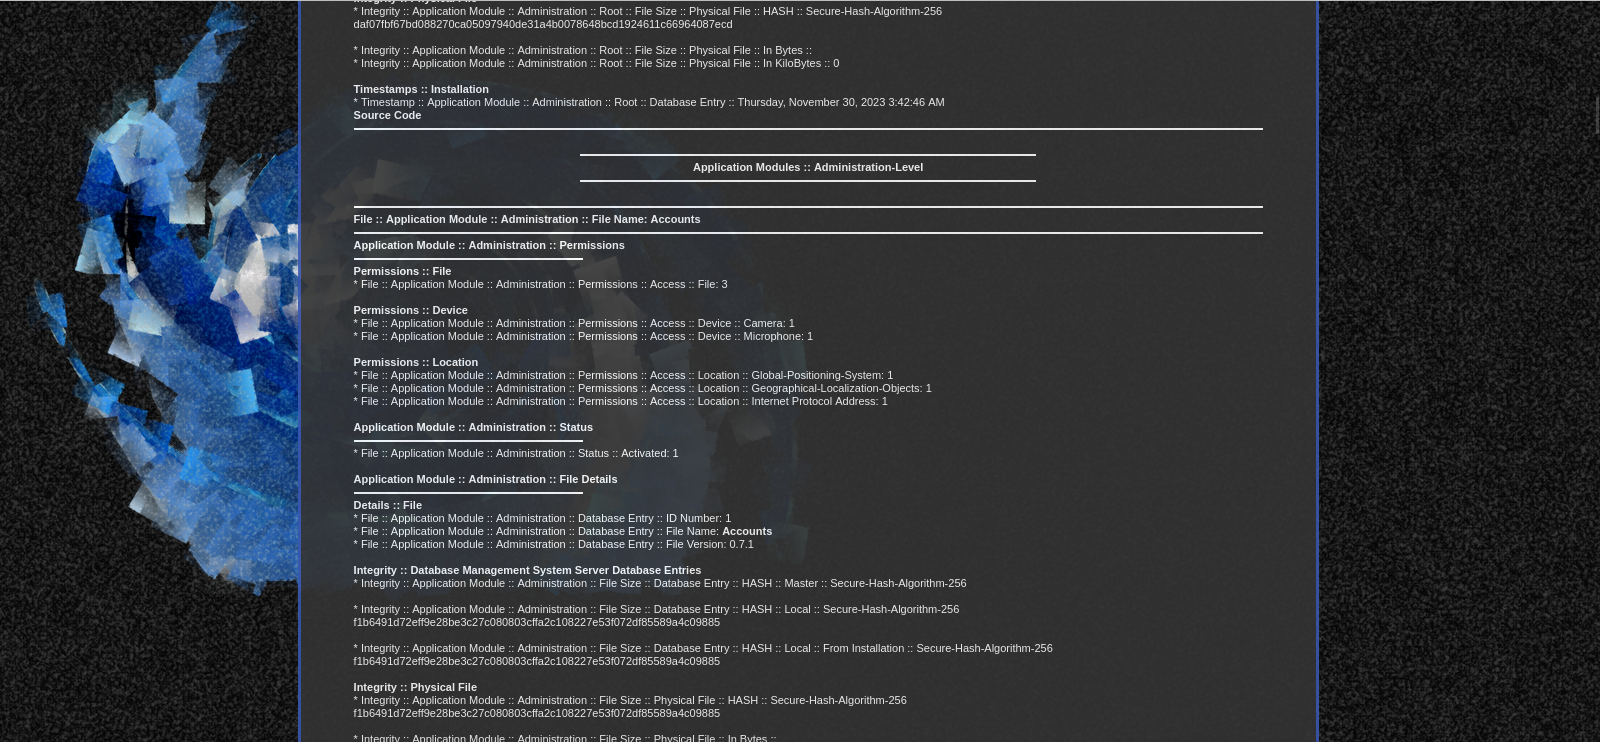 Integrity :: Physical File
* Integrity :: Application Module :: Administration :: Root :: File Size :: Physical File :: HASH :: Secure-Hash-Algorithm-256
daf07fbf67bd088270ca05097940de31a4b0078648bcd1924611c66964087ecd
* Integrity :: Application Module :: Administration :: Root :: File Size :: Physical File :: In Bytes ::
* Integrity :: Application Module :: Administration :: Root :: File Size :: Physical File :: In KiloBytes :: 0
Timestamps :: Installation
* Timestamp :: Application Module :: Administration :: Root :: Database Entry :: Thursday, November 30, 2023 3:42:46 AM
Source Code
Application Modules :: Administration-Level
File :: Application Module :: Administration :: File Name: Accounts
Application Module :: Administration :: Permissions
Permissions :: File
* File :: Application Module :: Administration :: Permissions :: Access :: File: 3
Permissions :: Device
* File :: Application Module :: Administration :: Permissions :: Access :: Device :: Camera: 1
* File :: Application Module :: Administration :: Permissions :: Access :: Device :: Microphone: 1
Permissions :: Location
* File :: Application Module :: Administration :: Permissions :: Access :: Location :: Global-Positioning-System: 1
* File :: Application Module :: Administration :: Permissions :: Access :: Location :: Geographical-Localization-Objects: 1
* File :: Application Module :: Administration :: Permissions :: Access :: Location :: Internet Protocol Address: 1
Application Module :: Administration :: Status
* File :: Application Module :: Administration :: Status :: Activated: 1
Application Module :: Administration :: File Details
Details :: File
* File :: Application Module :: Administration :: Database Entry :: ID Number: 1
* File :: Application Module :: Administration :: Database Entry :: File Name: Accounts
* File :: Application Module :: Administration :: Database Entry :: File Version: 0.7.1
Integrity :: Database Management System Server Database Entries
* Integrity :: Application Module :: Administration :: File Size :: Database Entry :: HASH :: Master :: Secure-Hash-Algorithm-256
* Integrity :: Application Module :: Administration :: File Size :: Database Entry :: HASH :: Local :: Secure-Hash-Algorithm-256
f1b6491d72eff9e28be3c27c080803cffa2c108227e53f072df85589a4c09885
* Integrity :: Application Module :: Administration :: File Size :: Database Entry :: HASH :: Local :: From Installation :: Secure-Hash-Algorithm-256
f1b6491d72eff9e28be3c27c080803cffa2c108227e53f072df85589a4c09885
Integrity :: Physical File
* Integrity :: Application Module :: Administration :: File Size :: Physical File :: HASH :: Secure-Hash-Algorithm-256
f1b6491d72eff9e28be3c27c080803cffa2c108227e53f072df85589a4c09885
* Integrity :: Application Module :: Administration :: File Size :: Physical File :: In Bytes ::